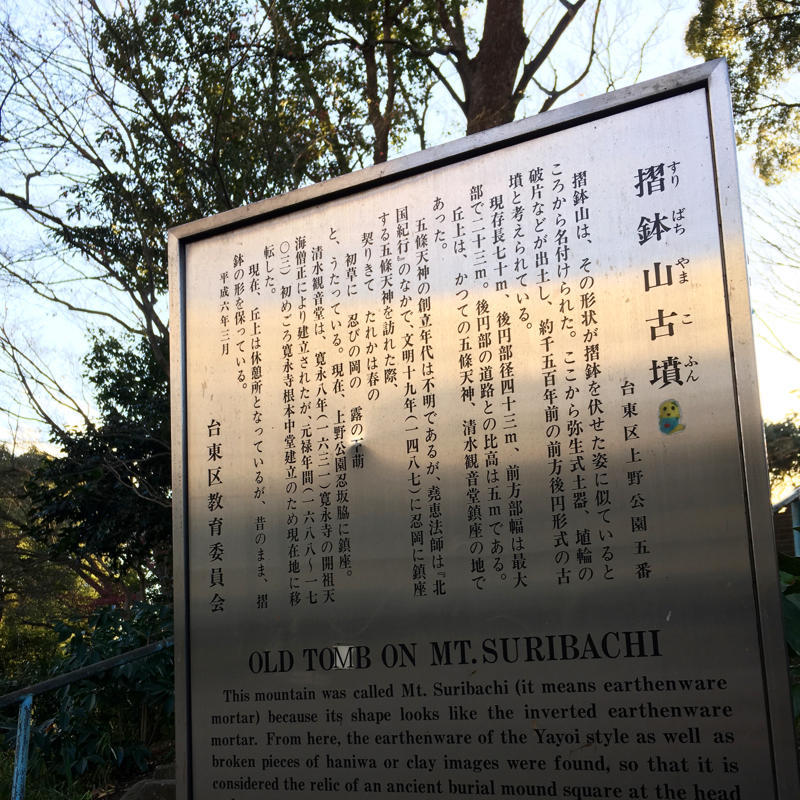 摺鉢山古墳
すりばちやまこふん
台東区上野公園五番
摺鉢山は、その形状が摺鉢を伏せた姿に似ていると
ころから名付けられた。ここから弥生式土器、埴輪の
破片などが出土し、約千五百年前の前方後円形式の古
墳と考えられている。
現存長七十m、後円部径四十三m、前方部幅は最大
部で二十三m。後円部の道路との比高は五mである。
丘上は、かつての五條天神、清水観音堂鎮座の地で
あった。
五條天神の創立年代は不明であるが、堯恵法師は『北
国紀行』のなかで、文明十九年(一四八七)に忍岡に鎮座
する五條天神を訪れた際、
契りきて たれかは春の
初草に 忍びの岡の 露の下萌
と、うたっている。現在、上野公園忍坂脇に鎮座。
清水観音堂は、寛永八年(一六三一)寛永寺の開祖天
海僧正により建立されたが、元禄年間(一六八八〜一七
〇三)初めごろ寛永寺根本中堂建立のため現在地に移
転した。
現在、丘上は休憩所となっているが、昔のまま、摺
鉢の形を保っている。
平成六年三月
台東区教育委員会
OLD TOMB ON MT. SURIBACHI
This mountain was called Mt. Suribachi (it means earthenware
mortar) because its shape looks like the inverted earthenware
mortar. From here, the earthenware of the Yayoi style as well as
broken pieces of haniwa or clay images were found, so that it is
considered the relic of an ancient burial mound square at the head